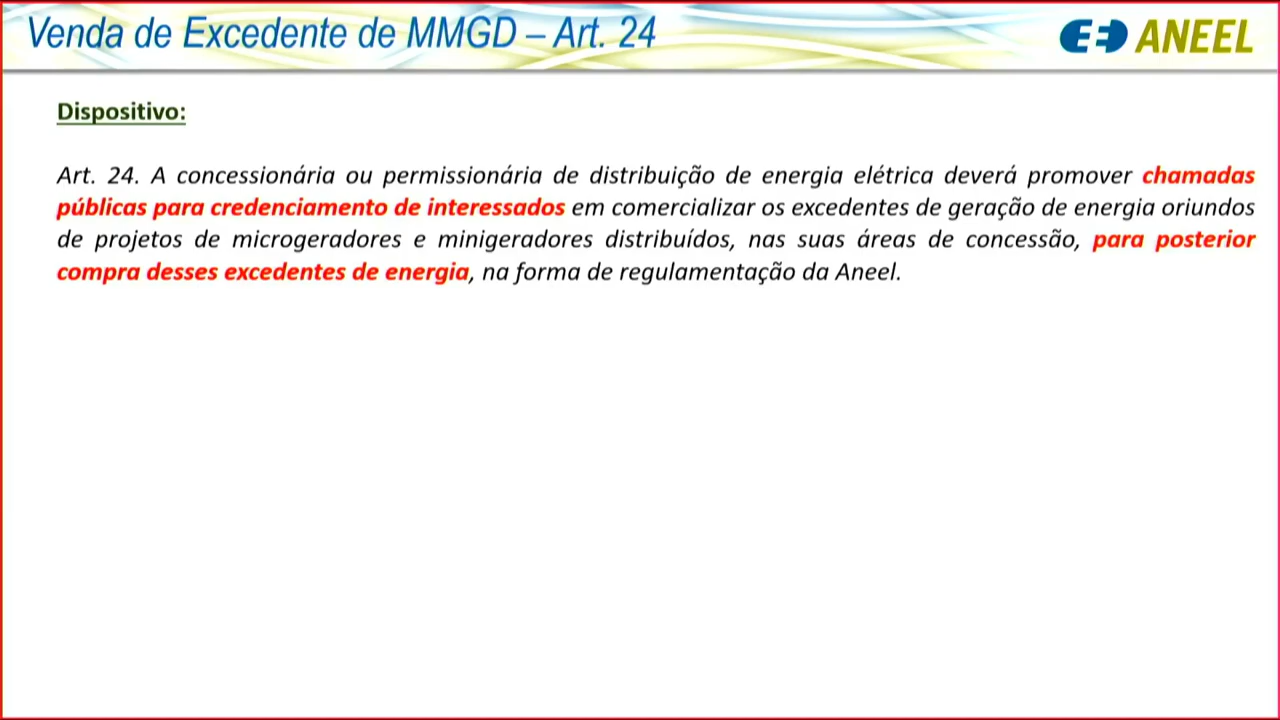 Venda de Excedente de MMGD – Art. 24
ANEEL
Dispositivo:
Art. 24. A concessionária ou permissionária de distribuição de energia elétrica deverá promover chamadas
públicas para credenciamento de interessados em comercializar os excedentes de geração de energia oriundos
de projetos de microgeradores e minigeradores distribuídos, nas suas áreas de concessão, para posterior
compra desses excedentes de energia, na forma de regulamentação da Aneel.